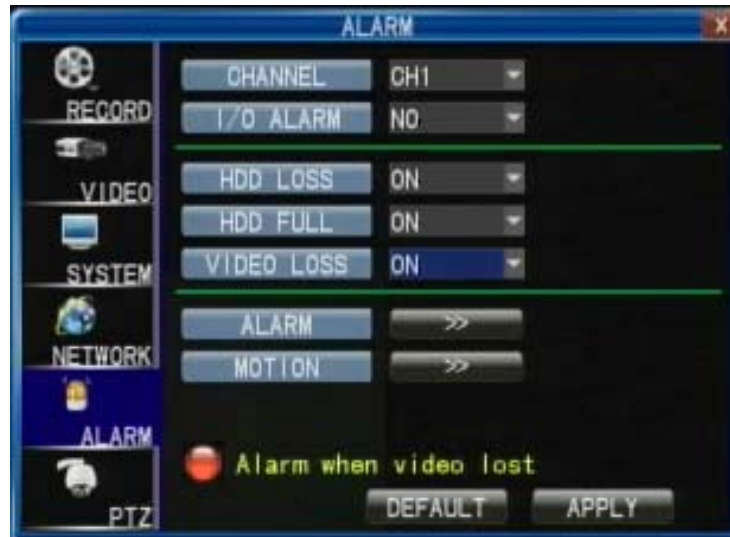 ALARM
X
RECORD
VIDEO
SYSTEM
NETWORK
ALARM
PTZ
CHANNEL CH1
I/O ALARM NO
HDD LOSS ON
HDD FULL ON
VIDEO LOSS ON
ALARM >>
MOTION >>
Alarm when video lost
DEFAULT APPLY